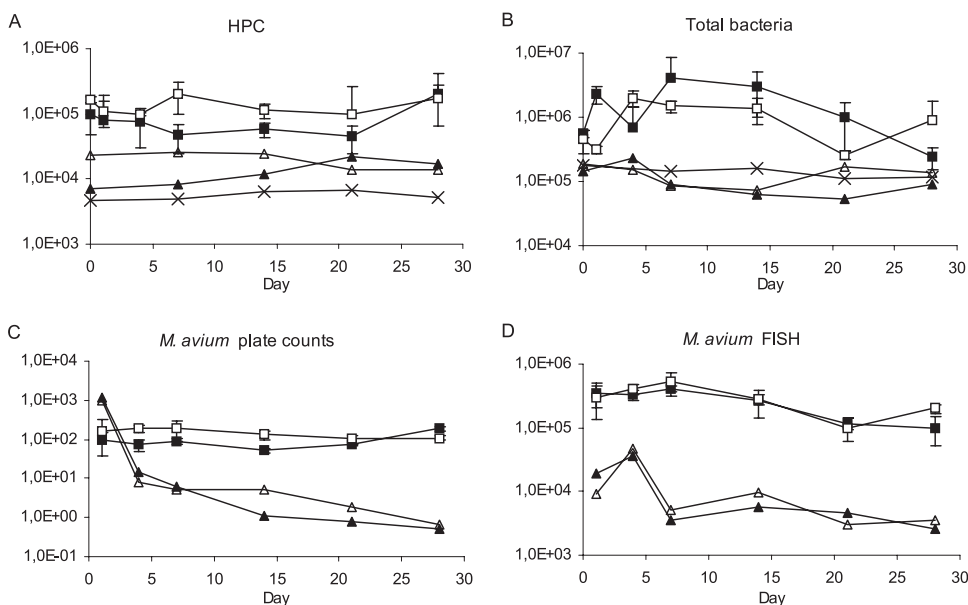 A
HPC
1,0E+06
1,0E+05
1,0E+04
1,0E+03
0 5 10 15 20 25 30
Day
B
Total bacteria
1,0E+07
1,0E+06
1,0E+05
1,0E+04
0 5 10 15 20 25 30
Day
C
M. avium plate counts
1,0E+04
1,0E+03
1,0E+02
1,0E+01
1,0E+00
1,0E-01
0 5 10 15 20 25 30
Day
D
M. avium FISH
1,0E+06
1,0E+05
1,0E+04
1,0E+03
0 5 10 15 20 25 30
Day